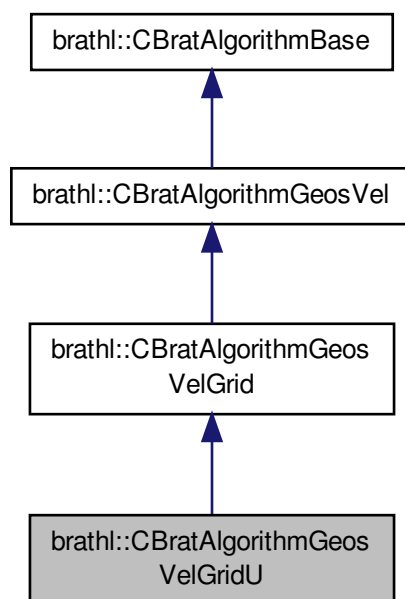 brathl::CBratAlgorithmBase
brathl::CBratAlgorithmGeosVel
brathl::CBratAlgorithmGeos
VelGrid
brathl::CBratAlgorithmGeos
VelGridU